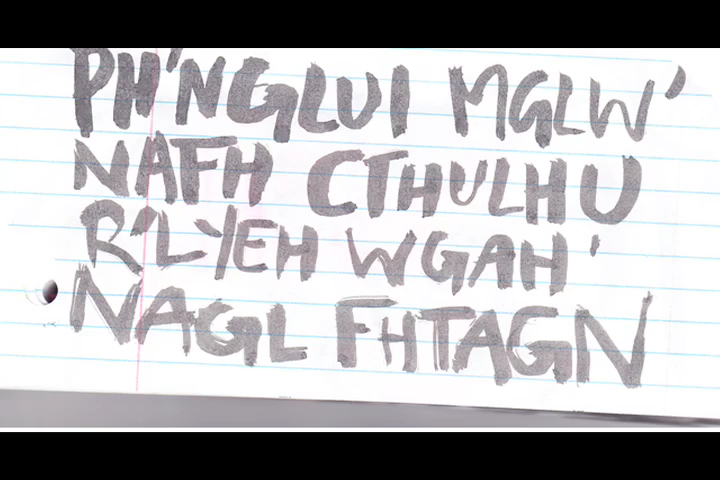 PH'NGLUI MGLW'
NAFH CTHULHU
R'LYEH WGAH'
NAGL FHTAGN